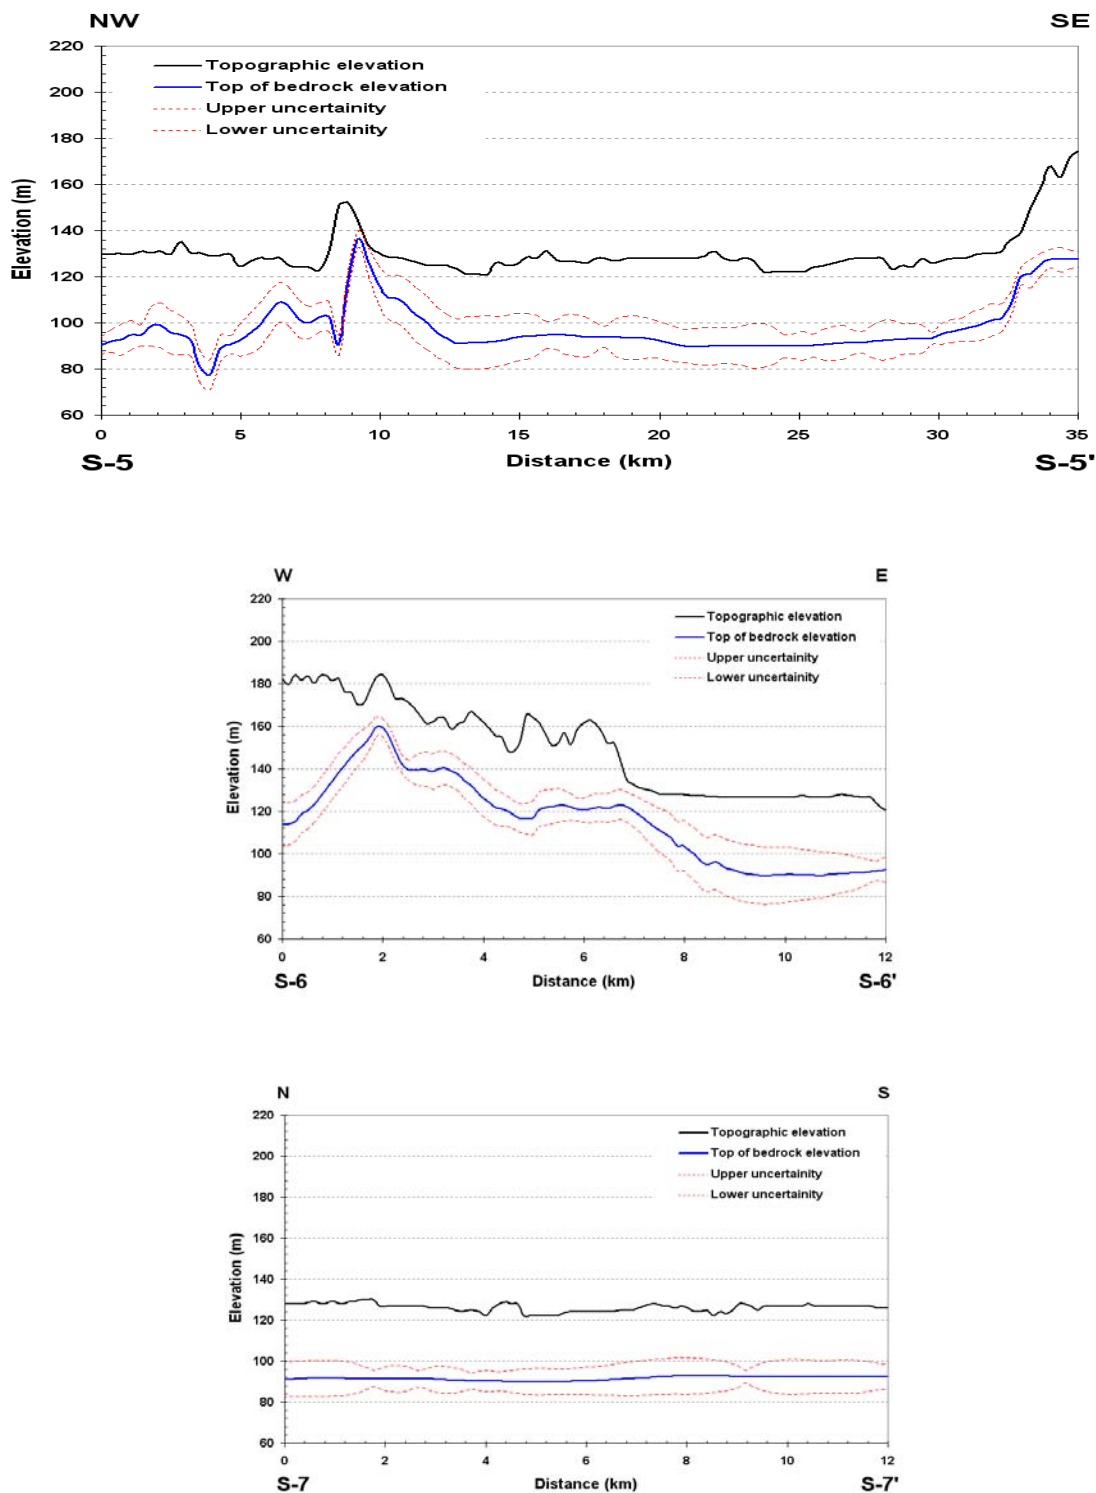 NW SE
220
200
180
160
140
120
100
80
60
Topographic elevation
Top of bedrock elevation
Upper uncertainity
Lower uncertainity
Elevation (m)
0 5 10 15 20 25 30 35
S-5 Distance (km) S-5'
W E
220
200
180
160
140
120
100
80
60
Topographic elevation
Top of bedrock elevation
Upper uncertainity
Lower uncertainity
Elevation (m)
0 2 4 6 8 10 12
S-6 Distance (km) S-6'
N S
220
200
180
160
140
120
100
80
60
Topographic elevation
Top of bedrock elevation
Upper uncertainity
Lower uncertainity
Elevation (m)
0 2 4 6 8 10 12
S-7 Distance (km) S-7'